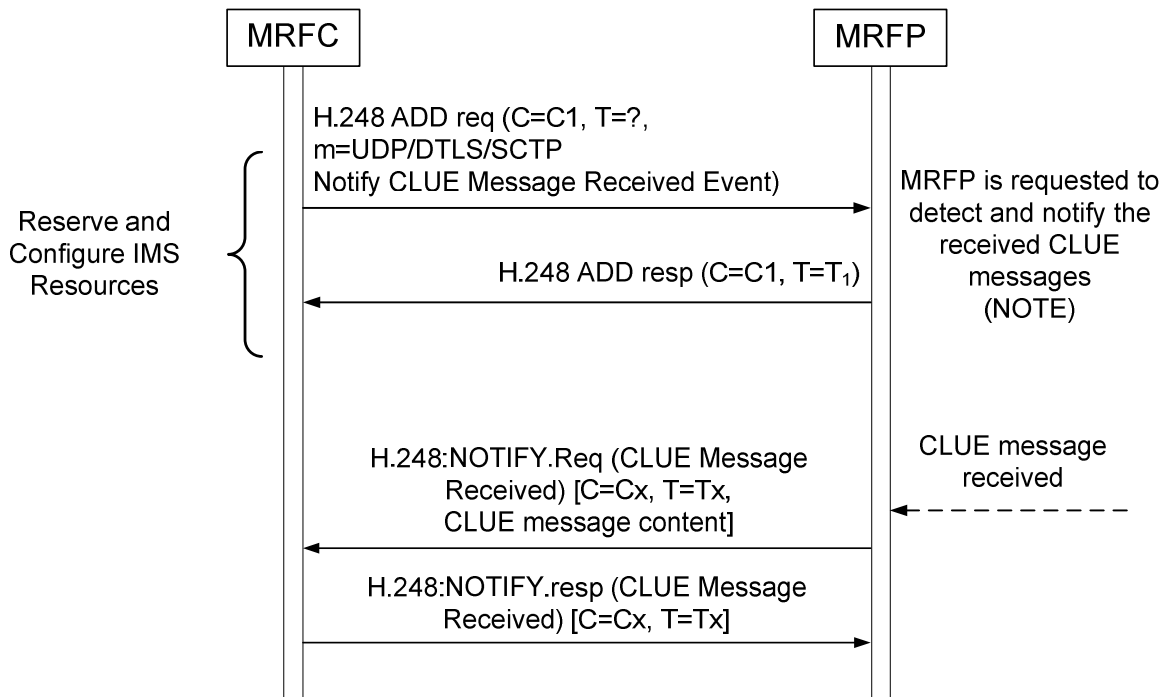 MRFC
MRFP
H.248 ADD req (C=C1, T=?,
m=UDP/DTLS/SCTP
Notify CLUE Message Received Event)
Reserve and
Configure IMS
Resources
MRFP is requested to
detect and notify the
received CLUE
messages
(NOTE)
H.248 ADD resp (C=C1, T=T₁)
CLUE message
received
H.248:NOTIFY.Req (CLUE Message
Received) [C=Cx, T=Tx,
CLUE message content]
H.248:NOTIFY.resp (CLUE Message
Received) [C=Cx, T=Tx]